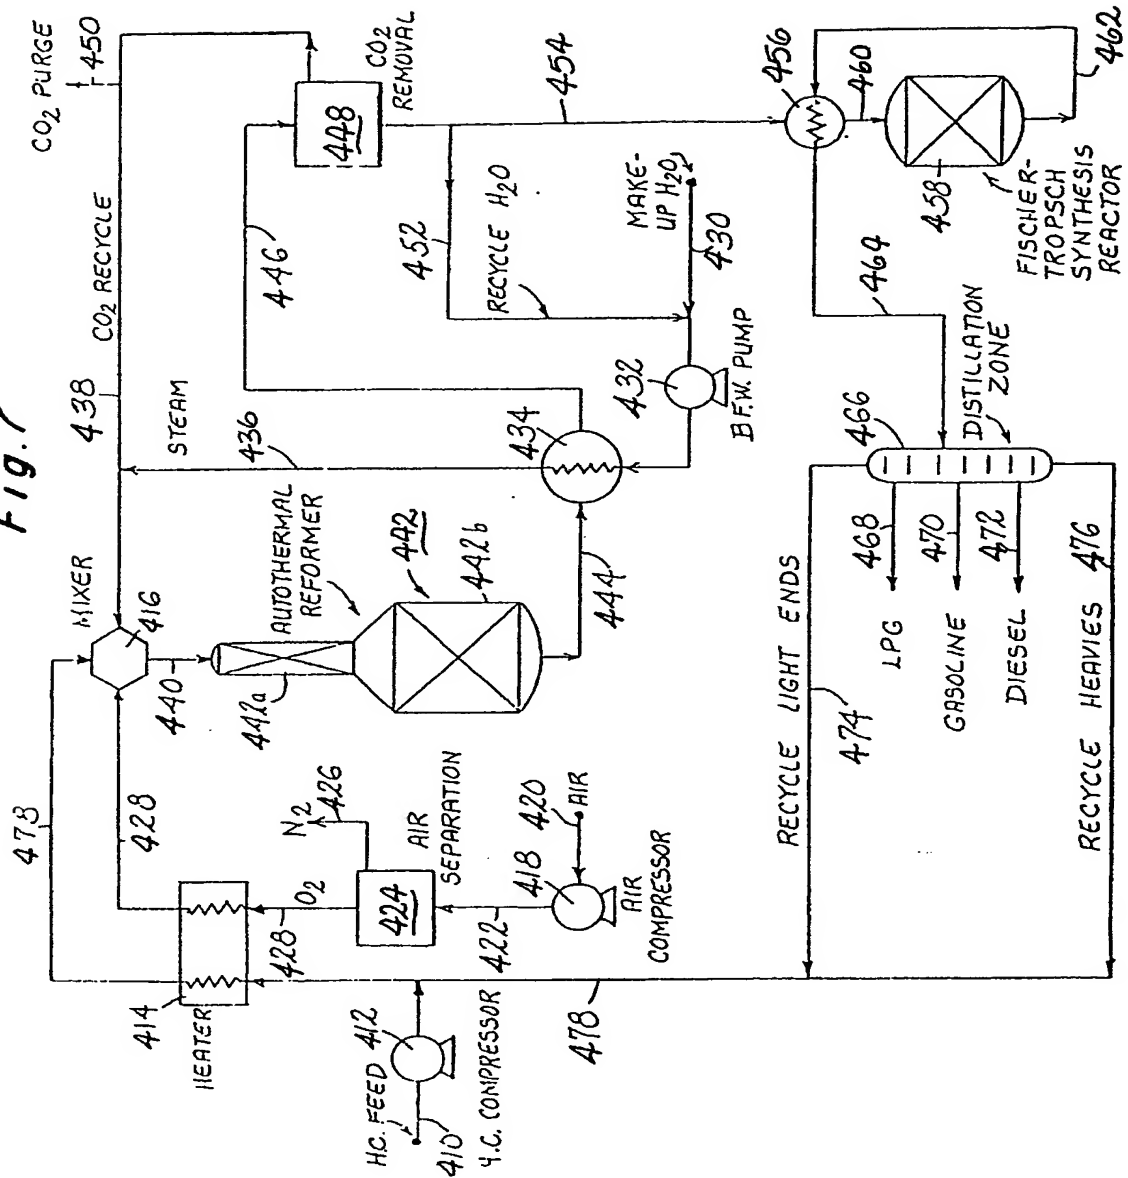 Fig. 7
CO2 PURGE
450
CO2 RECYCLE
438
STEAM
436
MIXER
416
478
428
440
442a
AUTOTHERMAL
REFORMER
442
442b
444
434
446
448
CO2
REMOVAL
454
452
RECYCLE H2O
MAKE-
UP H2O
430
432
B.F.W. PUMP
456
460
462
458
FISCHER-
TROPSCH
SYNTHESIS
REACTOR
464
466
DISTILLATION
ZONE
468
LPG
470
GASOLINE
472
DIESEL
474
RECYCLE LIGHT ENDS
476
RECYCLE HEAVIES
414
HEATER
428
O2
N2
426
424
AIR
SEPARATION
422
418
420
AIR
AIR
COMPRESSOR
H.C. FEED
412
410
H.C. COMPRESSOR
478